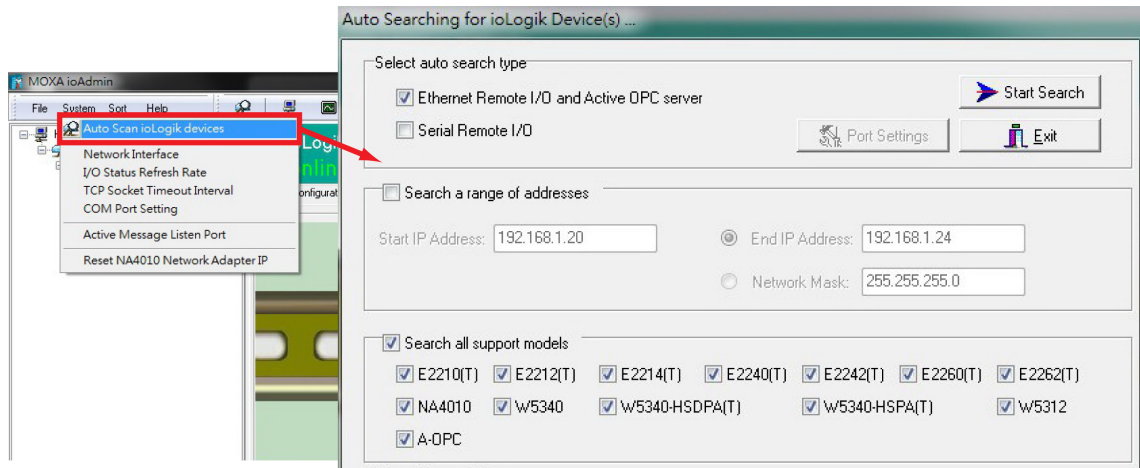 Auto Searching for ioLogik Device(s) ...
Select auto search type
Ethernet Remote I/O and Active OPC server
Start Search
Serial Remote I/O
Port Settings
Exit
Search a range of addresses
Start IP Address: 192.168.1.20
End IP Address: 192.168.1.24
Network Mask: 255.255.255.0
Search all support models
E2210(T) E2212(T) E2214(T) E2240(T) E2242(T) E2260(T) E2262(T)
NA4010 W5340 W5340-HSDPA(T) W5340-HSPA(T) W5312
A-OPC
MOXA ioAdmin
File System Sort Help
Auto Scan ioLogik devices
Network Interface
I/O Status Refresh Rate
TCP Socket Timeout Interval
COM Port Setting
Active Message Listen Port
Reset NA4010 Network Adapter IP